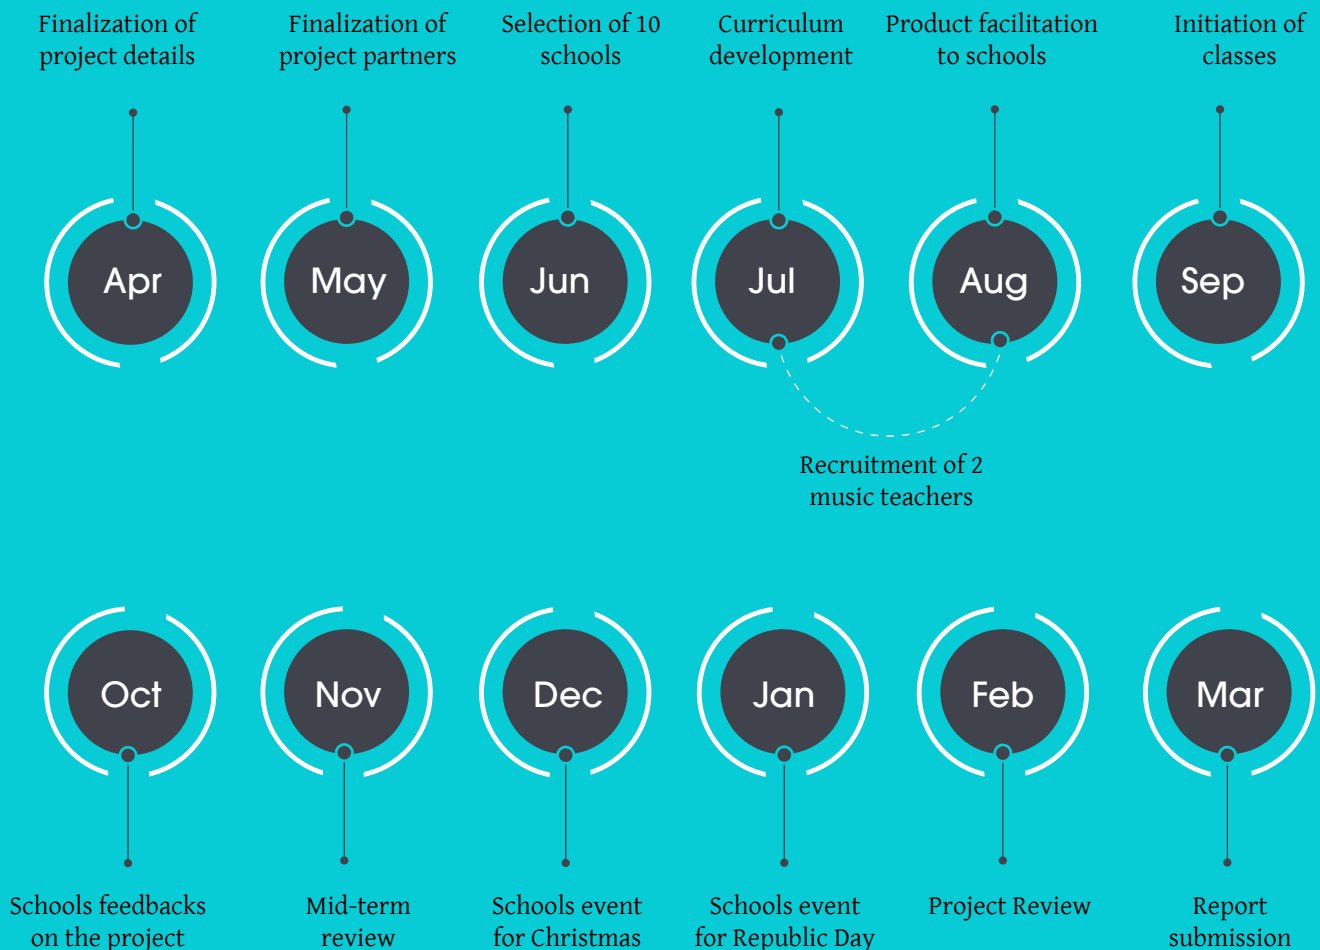 Finalization of
project details
Finalization of
project partners
Selection of 10
schools
Curriculum
development
Product facilitation
to schools
Initiation of
classes
Apr
May
Jun
Jul
Aug
Sep
Recruitment of 2
music teachers
Oct
Nov
Dec
Jan
Feb
Mar
Schools feedbacks
on the project
Mid-term
review
Schools event
for Christmas
Schools event
for Republic Day
Project Review
Report
submission